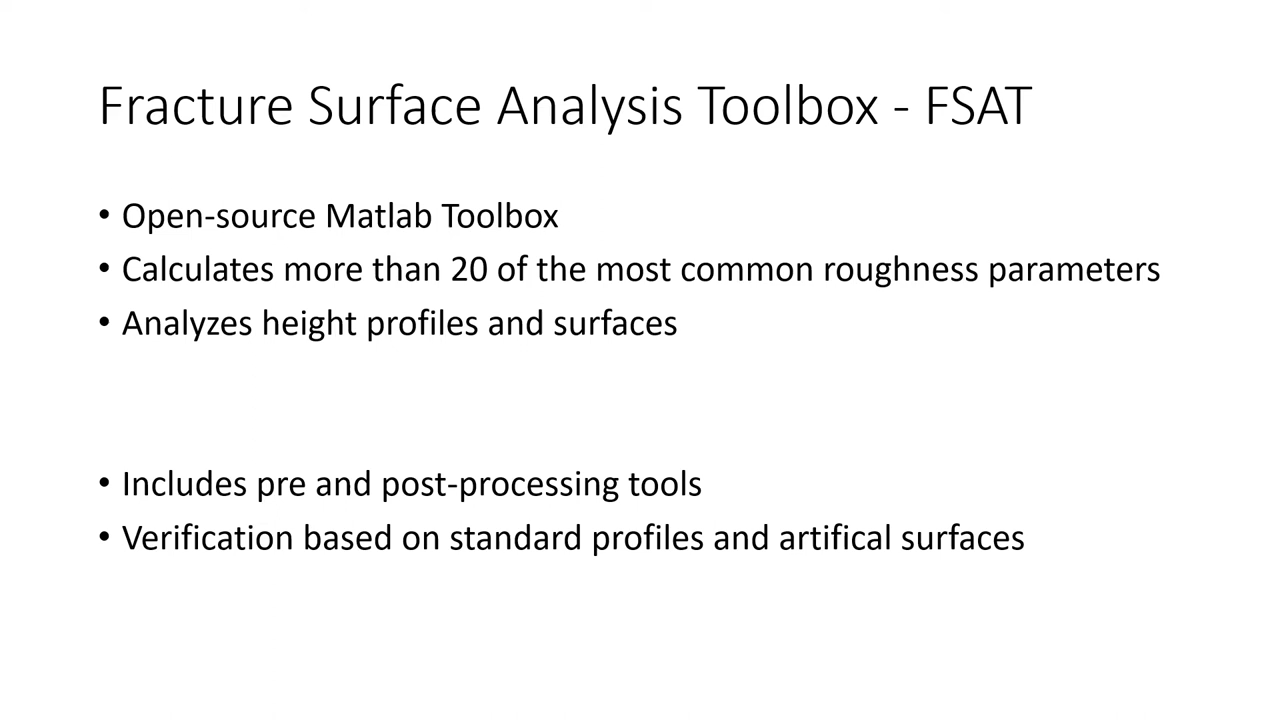 Fracture Surface Analysis Toolbox - FSAT
• Open-source Matlab Toolbox
• Calculates more than 20 of the most common roughness parameters
• Analyzes height profiles and surfaces
• Includes pre and post-processing tools
• Verification based on standard profiles and artifical surfaces